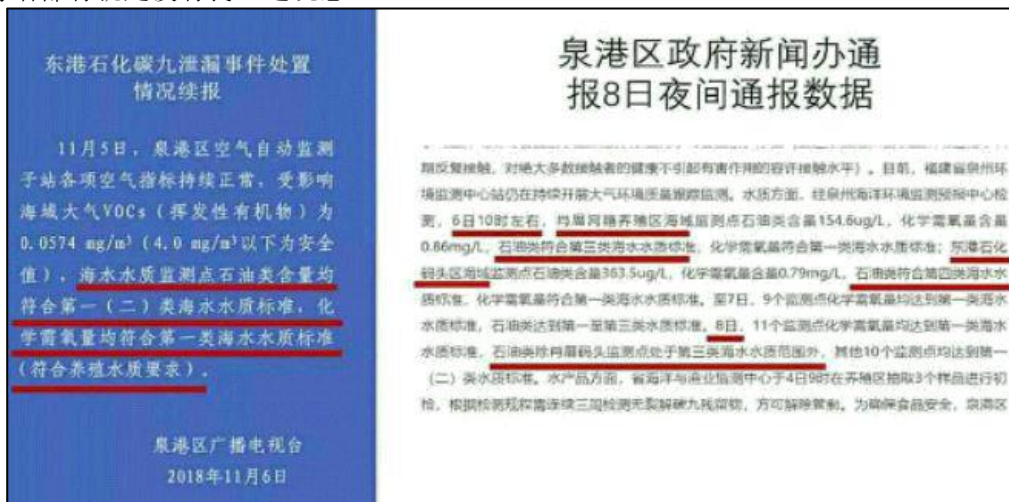 东港石化碳九泄漏事件处置
情况续报
11月5日，泉港区空气自动监测
子站各项空气指标持续正常，受影响
海域大气VOCs（挥发性有机物）为
0.0574 mg/m³（4.0 mg/m³以下为安全
值），海水水质监测点石油类含量均
符合第一（二）类海水水质标准，化
学需氧量均符合第一类海水水质标准
（符合养殖水质要求）。
泉港区广播电视台
2018年11月6日
泉港区政府新闻办通
报8日夜间通报数据
期反复接触，对绝大多数接触者的健康不引起有害作用的容许接触水平）。目前，福建省泉州环
境监测中心站仍在持续开展大气环境质量跟踪监测。水质方面，经泉州海洋环境监测预报中心检
测，6日10时左右，肖厝网箱养殖区海域监测点石油类含量154.6ug/L，化学需氧量含量
0.86mg/L，石油类符合第三类海水水质标准，化学需氧量符合第一类海水水质标准；东港石化
码头区海域监测点石油类含量363.5ug/L，化学需氧量含量0.79mg/L，石油类符合第四类海水水
质标准，化学需氧量符合第一类海水水质标准。至7日，9个监测点化学需氧量均达到第一类海水
水质标准，石油类达到第一至第三类水质标准。8日，11个监测点化学需氧量均达到第一类海水
水质标准，石油类除肖厝码头监测点处于第三类海水水质范围外，其他10个监测点均达到第一
（二）类水质标准。水产品方面，省海洋与渔业监测中心于4日9时在养殖区抽取3个样品进行初
检，根据检测规程需连续三周检测无裂解碳九残留物，方可解除管制。为确保食品安全，泉港区